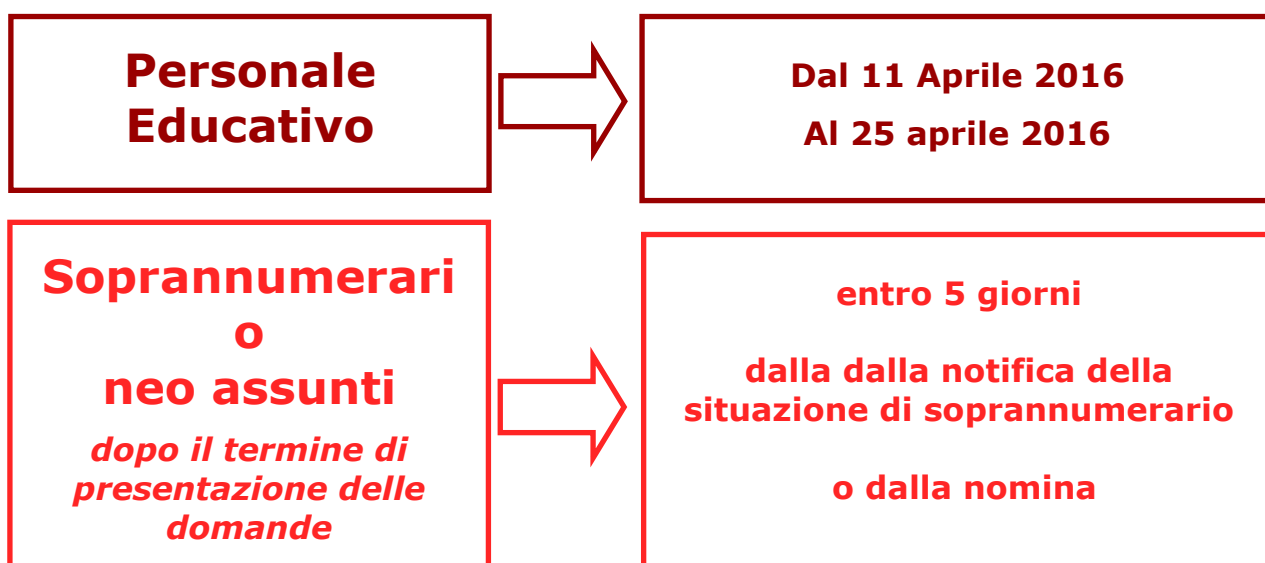 Personale
Educativo
Dal 11 Aprile 2016
Al 25 aprile 2016
Soprannumerari
o
neo assunti
dopo il termine di
presentazione delle
domande
entro 5 giorni
dalla dalla notifica della
situazione di soprannumerario
o dalla nomina